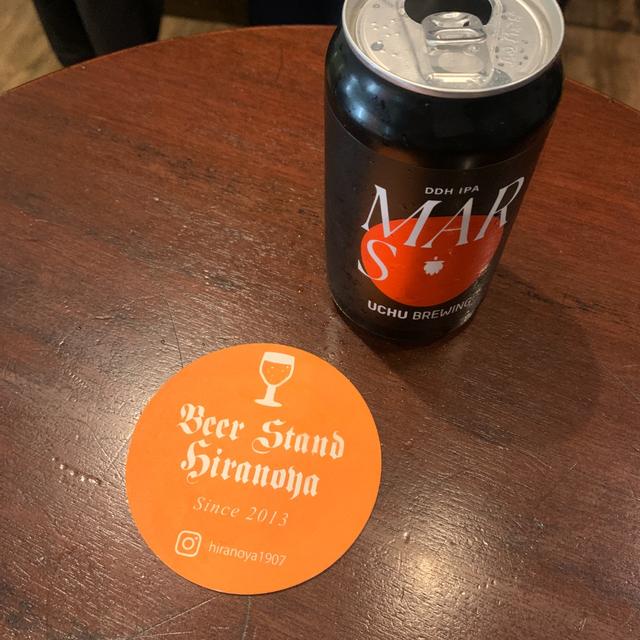 DDH IPA
MAR
S
UCHU BREWING
Beer Stand
Hiranoya
Since 2013
hiranoya1907